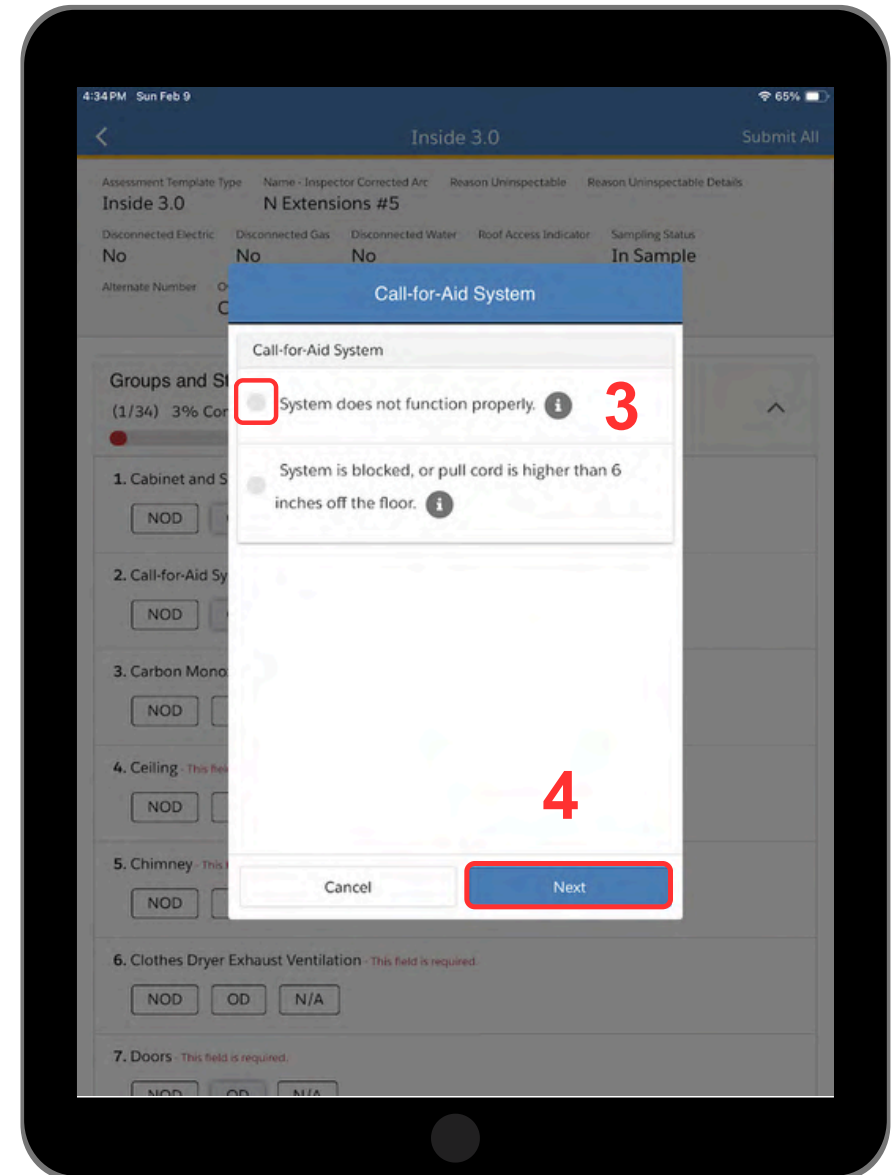 4:34 PM Sun Feb 9 65%
Inside 3.0 Submit All
Assessment Template Type Name - Inspector Corrected Arc Reason Uninspectable Reason Uninspectable Details
Inside 3.0 N Extensions #5
Disconnected Electric Disconnected Gas Disconnected Water Roof Access Indicator Sampling Status
No No No In Sample
Alternate Number O
C
Call-for-Aid System
Call-for-Aid System
System does not function properly. i 3
System is blocked, or pull cord is higher than 6
inches off the floor. i
Groups and St
(1/34) 3% Cor
1. Cabinet and S
NOD
2. Call-for-Aid Sy
NOD
3. Carbon Mono
NOD
4. Ceiling - This fiel
NOD
4
5. Chimney - This f
NOD
Cancel Next
6. Clothes Dryer Exhaust Ventilation - This field is required.
NOD OD N/A
7. Doors - This field is required.
NOD OD N/A